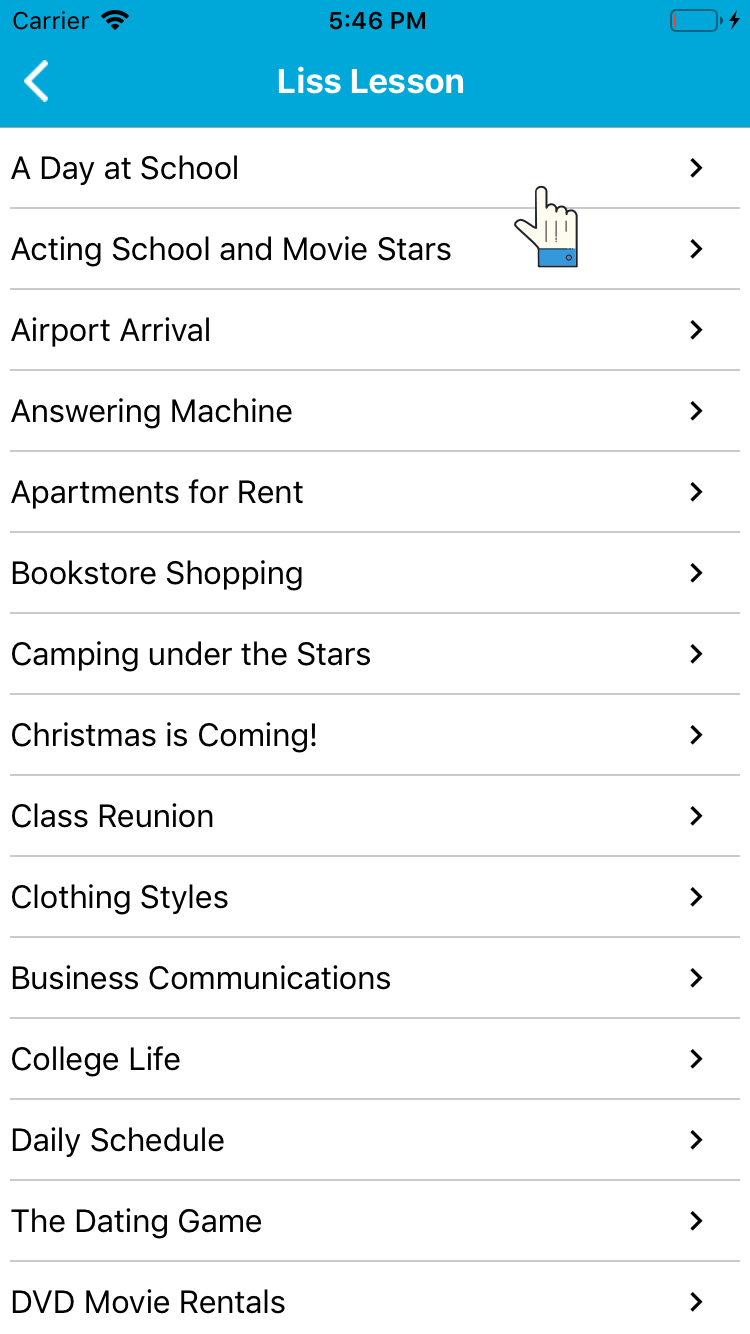 Carrier 5:46 PM
Liss Lesson
A Day at School
Acting School and Movie Stars
Airport Arrival
Answering Machine
Apartments for Rent
Bookstore Shopping
Camping under the Stars
Christmas is Coming!
Class Reunion
Clothing Styles
Business Communications
College Life
Daily Schedule
The Dating Game
DVD Movie Rentals